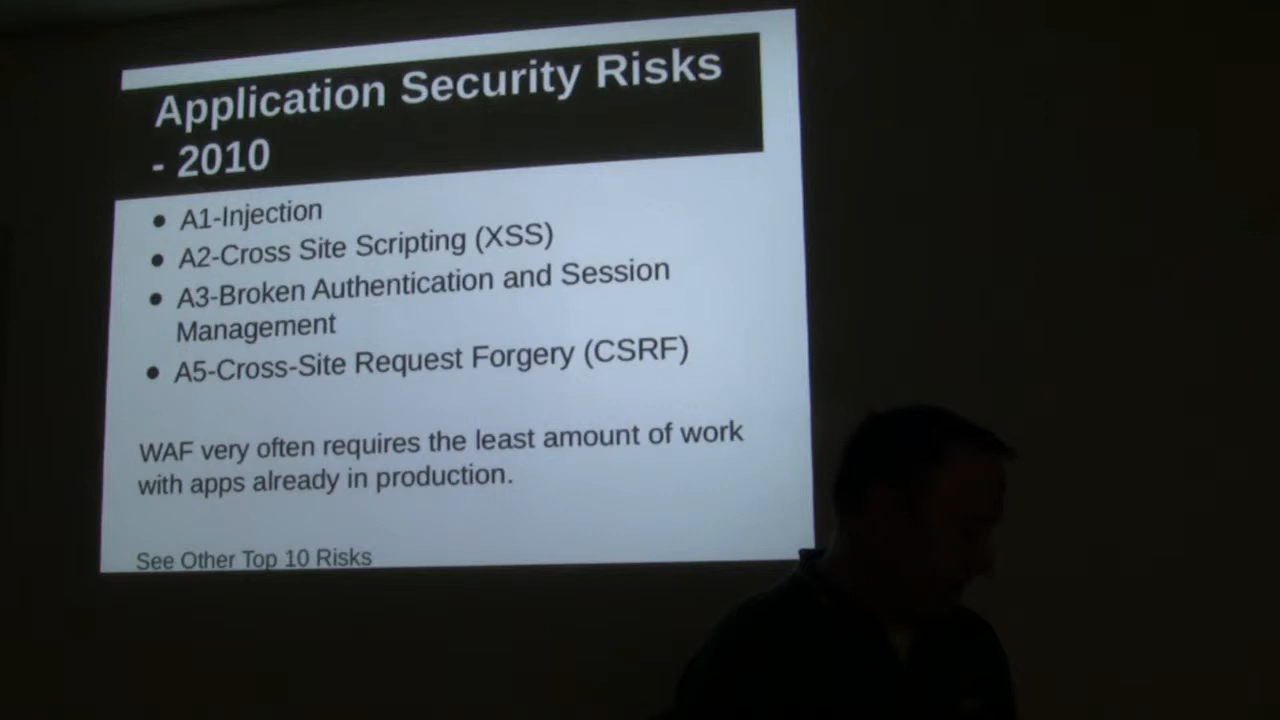 Application Security Risks
- 2010
● A1-Injection
● A2-Cross Site Scripting (XSS)
● A3-Broken Authentication and Session
Management
● A5-Cross-Site Request Forgery (CSRF)
WAF very often requires the least amount of work
with apps already in production.
See Other Top 10 Risks